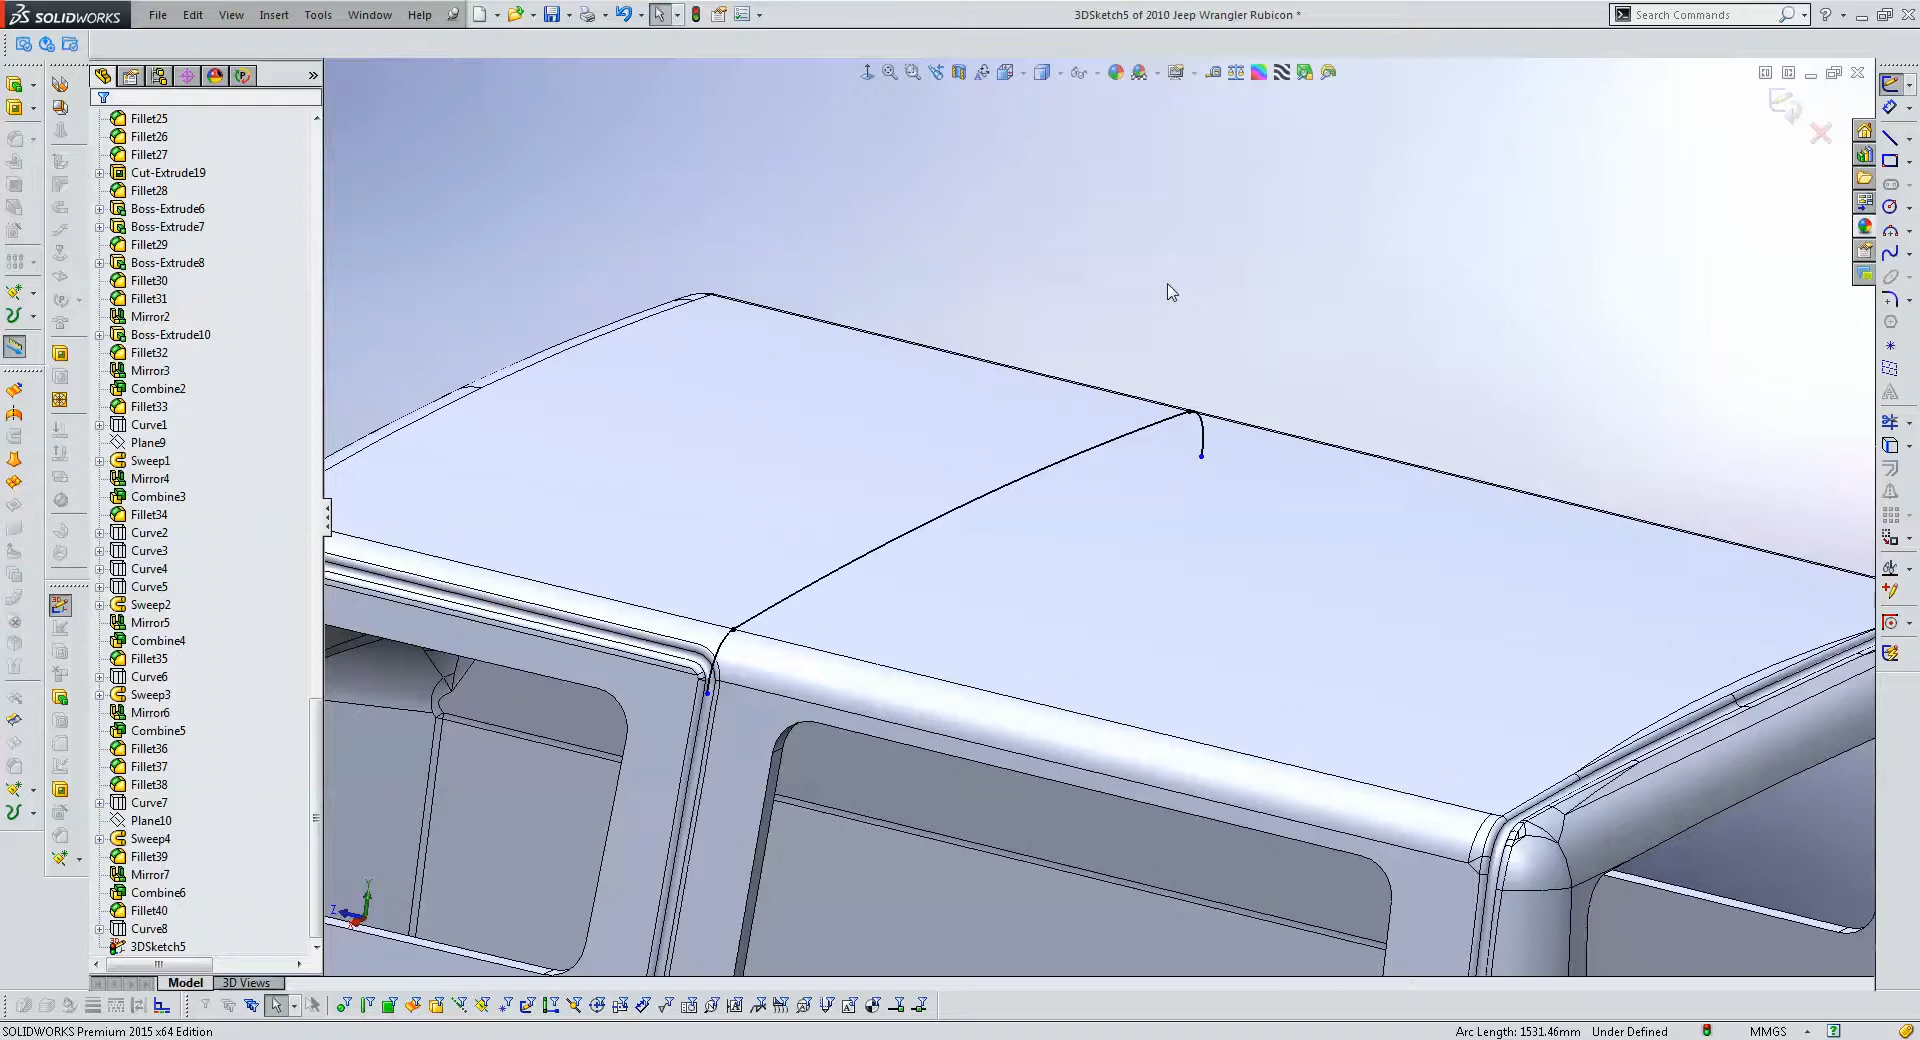 SOLIDWORKS File Edit View Insert Tools Window Help 3DSketch5 of 2010 Jeep Wrangler Rubicon * Search Commands
Fillet25
Fillet26
Fillet27
Cut-Extrude19
Fillet28
Boss-Extrude6
Boss-Extrude7
Fillet29
Boss-Extrude8
Fillet30
Fillet31
Mirror2
Boss-Extrude10
Fillet32
Mirror3
Combine2
Fillet33
Curve1
Plane9
Sweep1
Mirror4
Combine3
Fillet34
Curve2
Curve3
Curve4
Curve5
Sweep2
Mirror5
Combine4
Fillet35
Curve6
Sweep3
Mirror6
Combine5
Fillet36
Fillet37
Fillet38
Curve7
Plane10
Sweep4
Fillet39
Mirror7
Combine6
Fillet40
Curve8
3DSketch5
Y
Z
Model 3D Views
SOLIDWORKS Premium 2015 x64 Edition Arc Length: 1531.46mm Under Defined MMGS